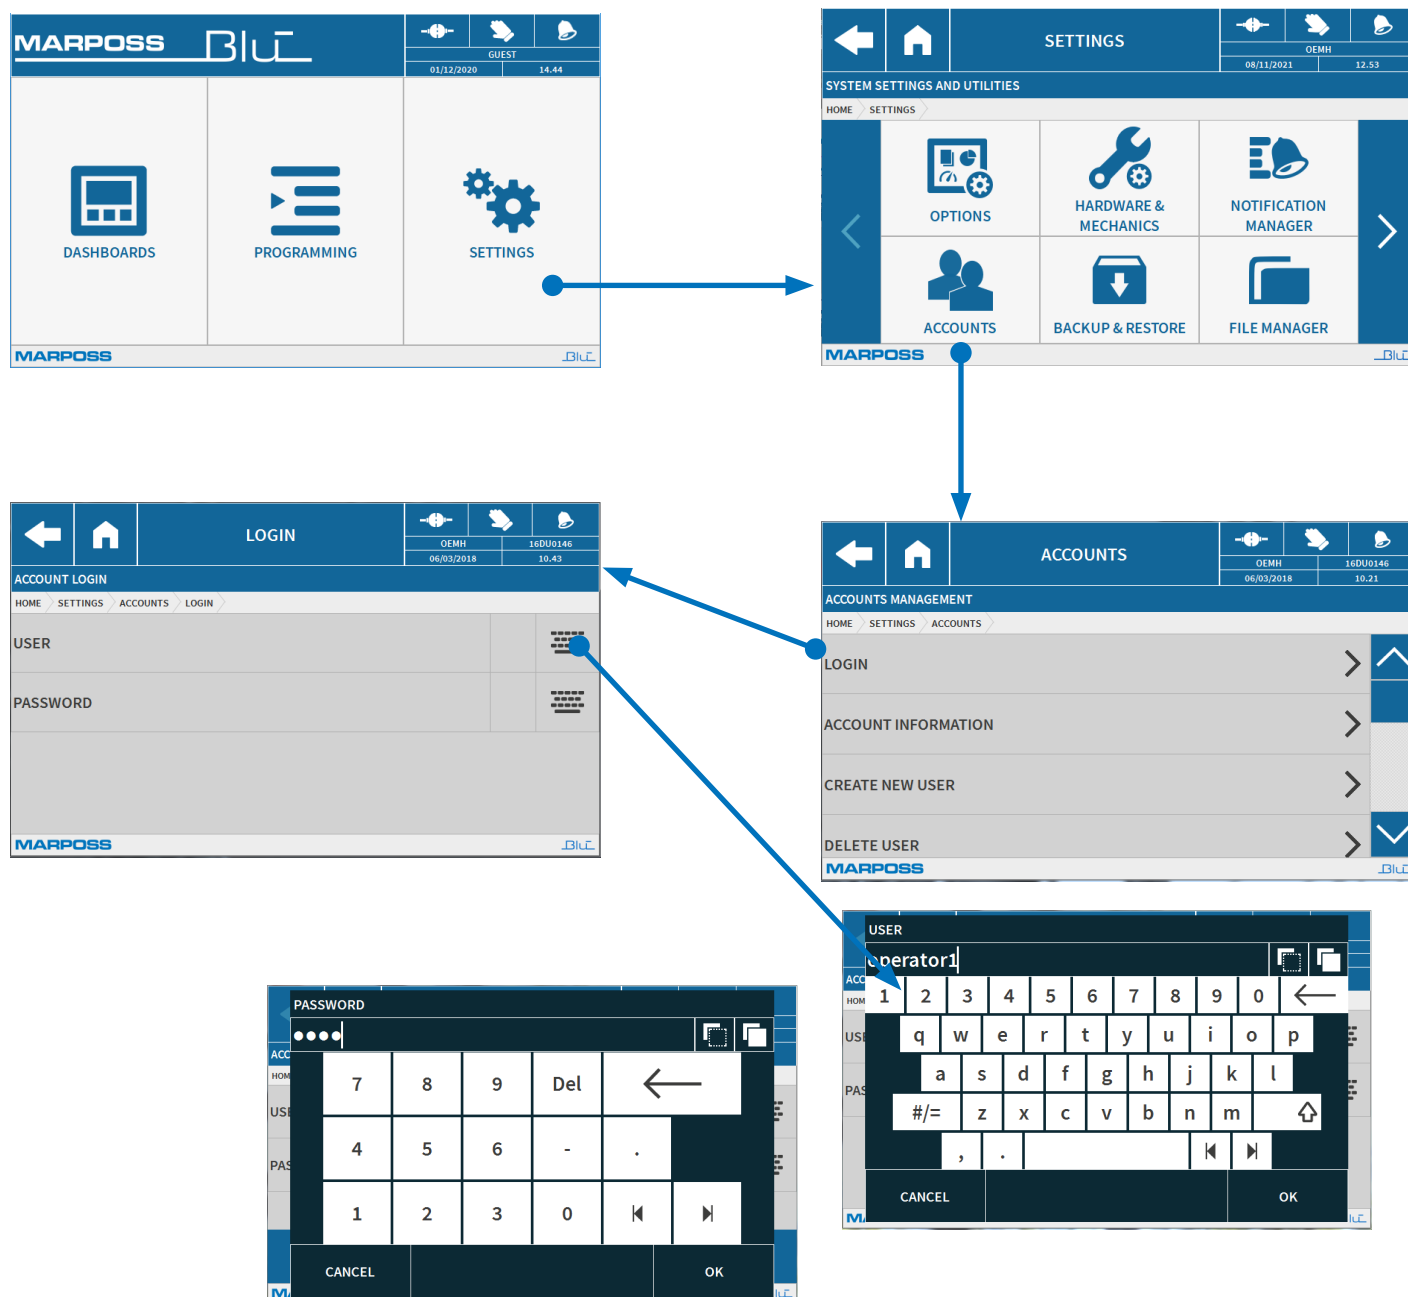 MARPOSS Blú
GUEST
01/12/2020 14.44
DASHBOARDS PROGRAMMING SETTINGS
MARPOSS Blú
SETTINGS
OEMH
08/11/2021 12.53
SYSTEM SETTINGS AND UTILITIES
HOME SETTINGS
OPTIONS
HARDWARE &
MECHANICS
NOTIFICATION
MANAGER
ACCOUNTS BACKUP & RESTORE FILE MANAGER
MARPOSS Blú
LOGIN
OEMH 16DU0146
06/03/2018 10.43
ACCOUNT LOGIN
HOME SETTINGS ACCOUNTS LOGIN
USER
PASSWORD
MARPOSS Blú
ACCOUNTS
OEMH 16DU0146
06/03/2018 10.21
ACCOUNTS MANAGEMENT
HOME SETTINGS ACCOUNTS
LOGIN
ACCOUNT INFORMATION
CREATE NEW USER
DELETE USER
MARPOSS Blú
PASSWORD
7 8 9 Del
4 5 6 - .
1 2 3 0
CANCEL OK
USER
operator1
1 2 3 4 5 6 7 8 9 0
q w e r t y u i o p
a s d f g h j k l
#/= z x c v b n m
, .
CANCEL OK